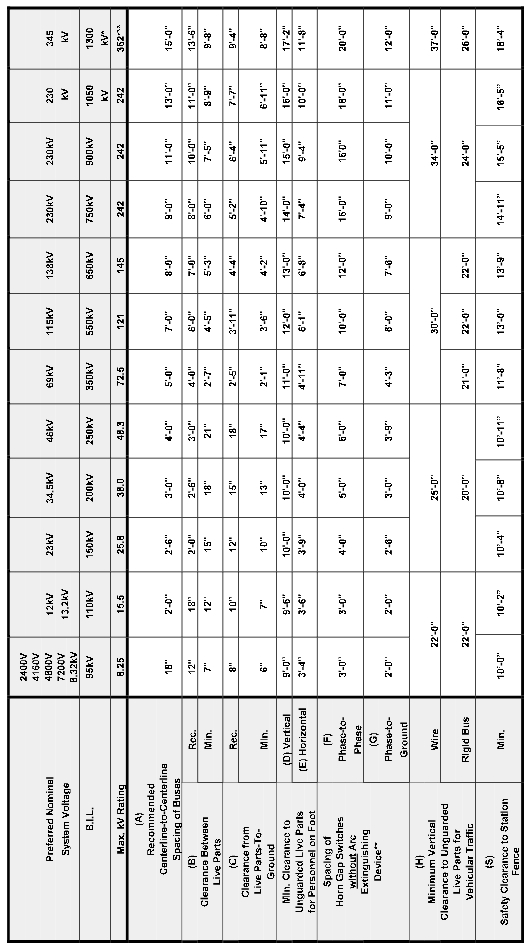 Preferred Nominal
System Voltage
2400V
4160V
4800V
7200V
8.32kV
12kV
13.2kV
23kV
34.5kV
46kV
69kV
115kV
138kV
230kV
230kV
230
kV
345
kV
B.I.L. 95kV 110kV 150kV 200kV 250kV 350kV 550kV 650kV 750kV 900kV 1050
kV
1300
kV^
Max. kV Rating 8.25 15.5 25.8 38.0 48.3 72.5 121 145 242 242 242 362^^
(A)
Recommended
Centerline-to-Centerline
Spacing of Buses
18" 2'-0" 2'-6" 3'-0" 4'-0" 5'-0" 7'-0" 8'-0" 9'-0" 11'-0" 13'-0" 15'-0"
(B)
Clearance Between
Live Parts
Rec. 12" 18" 2'-0" 2'-6" 3'-0" 4'-0" 6'-0" 7'-0" 8'-0" 10'-0" 11'-0" 13'-6"
Min. 7" 12" 15" 18" 21" 2'-7" 4'-5" 5'-3" 6'-0" 7'-5" 8'-9" 9'-8"
(C)
Clearance from
Live Parts-To-
Ground
Rec. 8" 10" 12" 15" 18" 2'-5" 3'-11" 4'-4" 5'-2" 6'-4" 7'-7" 9'-4"
Min. 6" 7" 10" 13" 17" 2'-1" 3'-6" 4'-2" 4'-10" 5'-11" 6'-11" 8'-8"
Min. Clearance to
Unguarded Live Parts
for Personnel on Foot
(D) Vertical 9'-0" 9'-6" 10'-0" 10'-0" 10'-0" 11'-0" 12'-0" 13'-0" 14'-0" 15'-0" 16'-0" 17'-2"
(E) Horizontal 3'-4" 3'-6" 3'-9" 4'-0" 4'-4" 4'-11" 6'-1" 6'-8" 7'-4" 9'-4" 10'-0" 11'-8"
Spacing of
Horn Gap Switches
without Arc
Extinguishing
Device**
(F)
Phase-to-
Phase
3'-0" 3'-0" 4'-0" 5'-0" 6'-0" 7'-0" 10'-0" 12'-0" 16'-0" 16'0" 18'-0" 20'-0"
(G)
Phase-to-
Ground
2'-0" 2'-0" 2'-6" 3'-0" 3'-9" 4'-3" 6'-0" 7'-6" 9'-0" 10'-0" 11'-0" 12'-0"
(H)
Minimum Vertical
Clearance to Unguarded
Live Parts for
Vehicular Traffic
Wire 22'-0" 25'-0" 30'-0" 34'-0" 37'-0"
Rigid Bus 22'-0" 20'-0" 21'-0" 22'-0" 22'-0" 24'-0" 26'-0"
(S)
Safety Clearance to Station
Fence
Min. 10'-0" 10'-2" 10'-4" 10'-8" 10'-11" 11'-8" 13'-0" 13'-9" 14'-11" 15'-5" 16'-5" 18'-4"